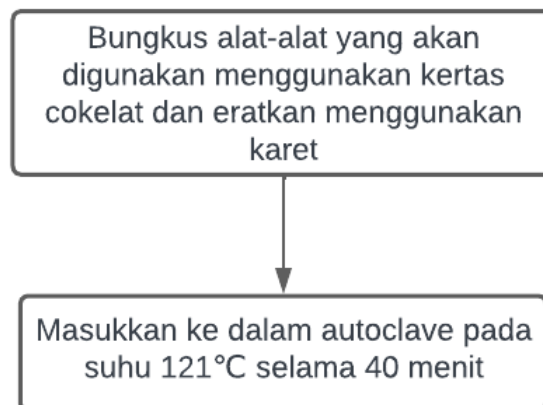 Bungkus alat-alat yang akan
digunakan menggunakan kertas
cokelat dan eratkan menggunakan
karet
Masukkan ke dalam autoclave pada
suhu 121℃ selama 40 menit